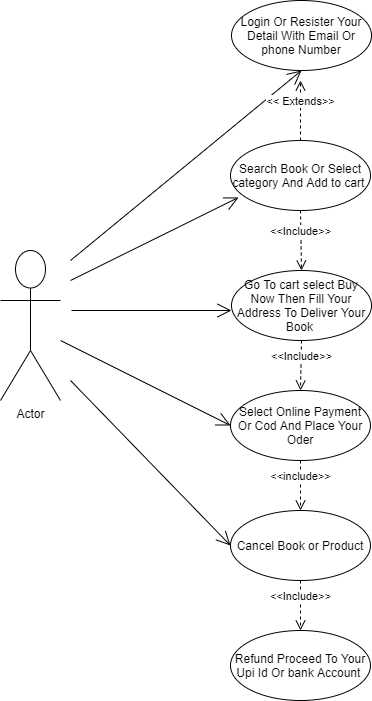 Login Or Resister Your
Detail With Email Or
phone Number
<< Extends>>
Search Book Or Select
category And Add to cart
<<Include>>
Go To cart select Buy
Now Then Fill Your
Address To Deliver Your
Book
<<Include>>
Actor
Select Online Payment
Or Cod And Place Your
Oder
<<include>>
Cancel Book or Product
<<Include>>
Refund Proceed To Your
Upi Id Or bank Account